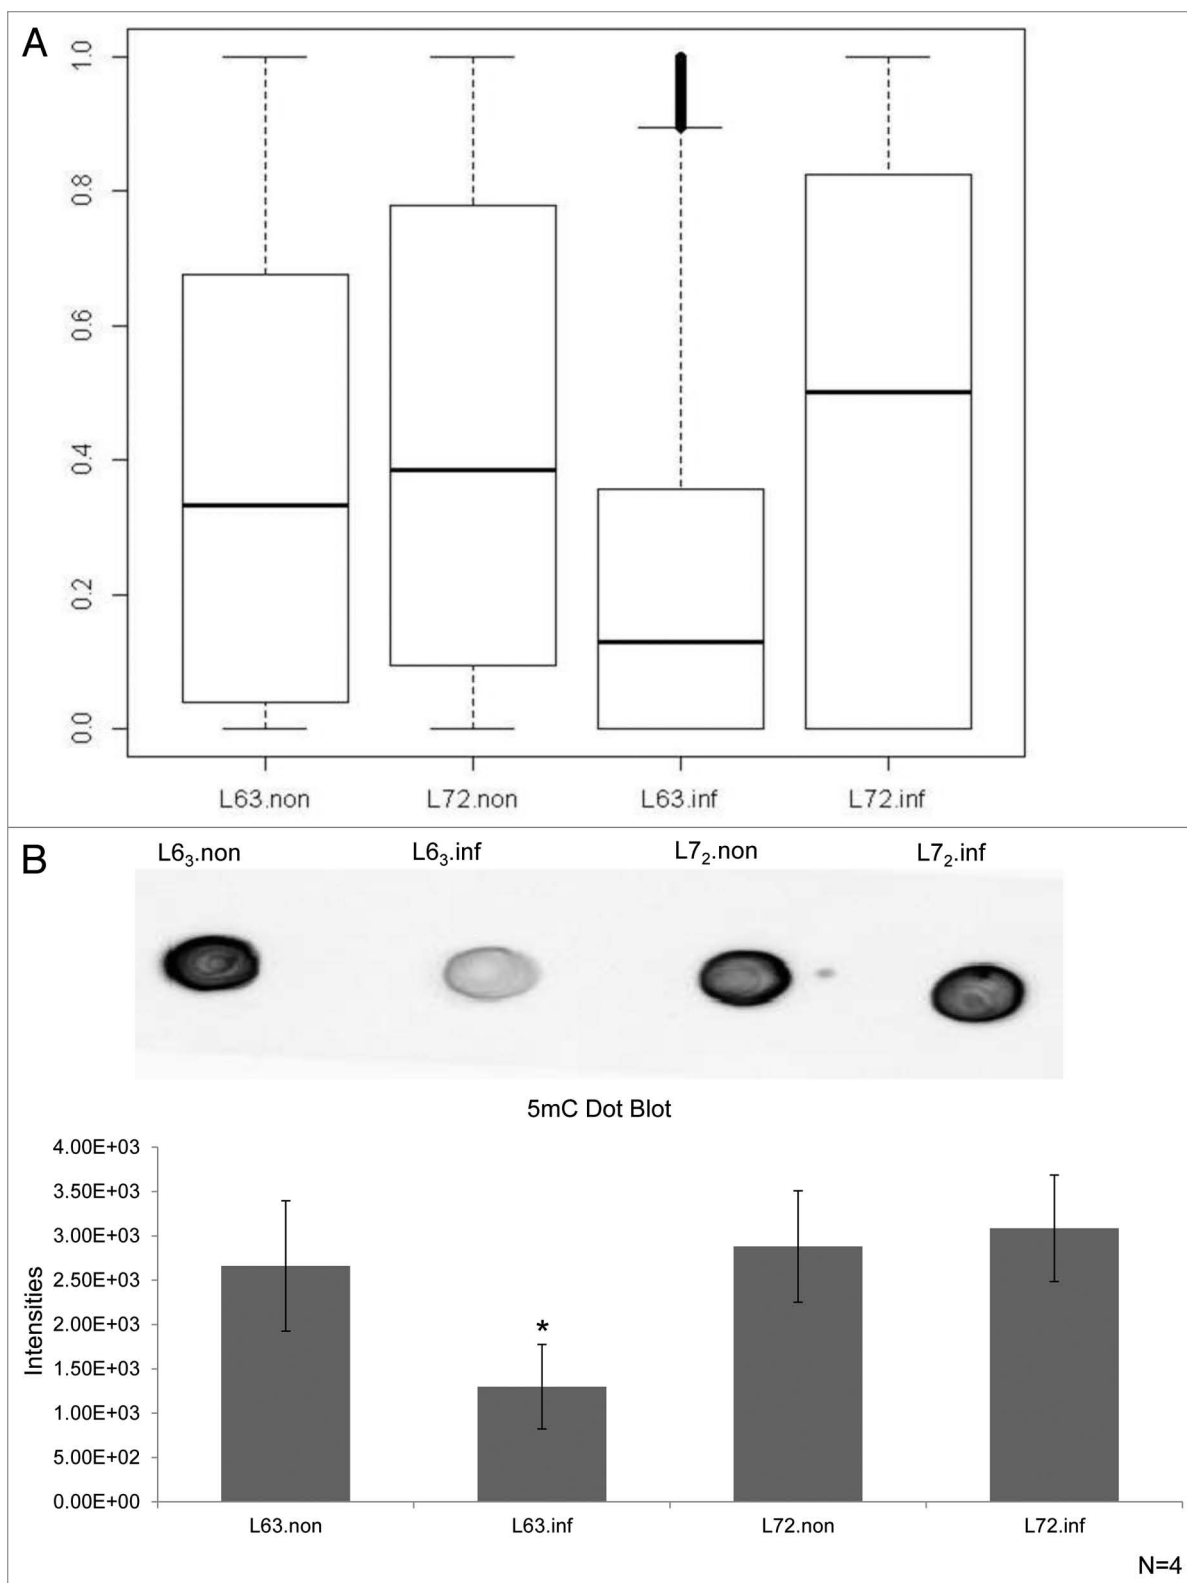 A
1.0
0.8
0.6
0.4
0.2
0.0
L63.non L72.non L63.inf L72.inf
B
L6₃.non L6₃.inf L7₂.non L7₂.inf
5mC Dot Blot
Intensities
4.00E+03
3.50E+03
3.00E+03
2.50E+03
2.00E+03
1.50E+03
1.00E+03
5.00E+02
0.00E+00
*
L63.non L63.inf L72.non L72.inf
N=4